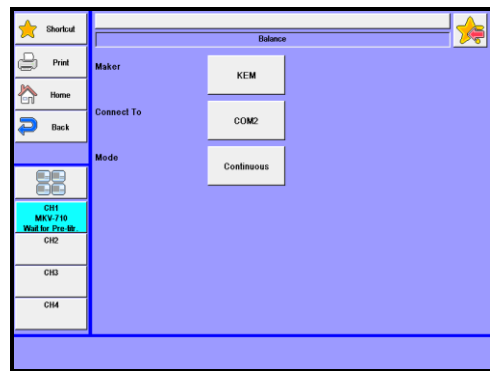 Shortcut
Print
Home
Back
CH1
MKV-710
Wait for Pre-titr.
CH2
CH3
CH4
Balance
Maker
KEM
Connect To
COM2
Mode
Continuous